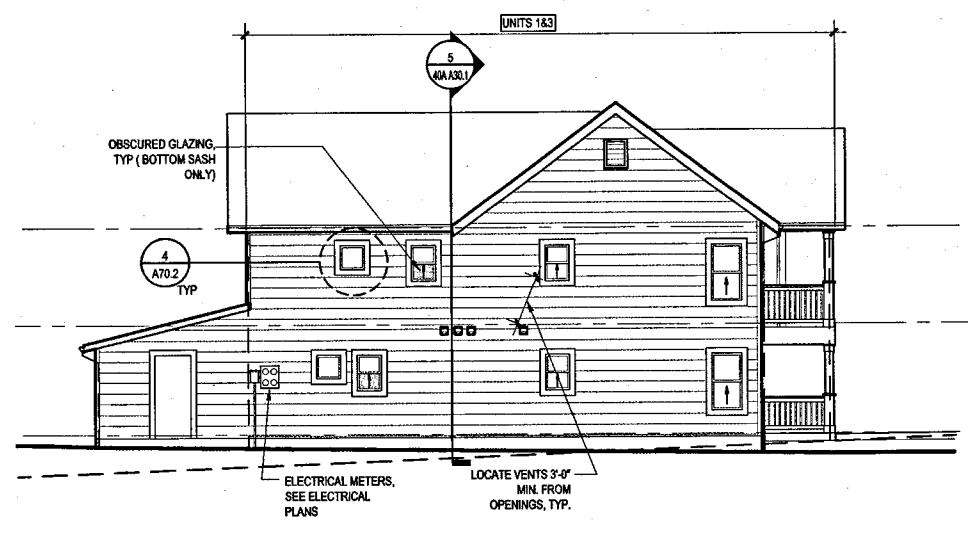 UNITS 1&3
5
40A A30.1
OBSCURED GLAZING,
TYP ( BOTTOM SASH
ONLY)
4
A70.2
TYP
ELECTRICAL METERS,
SEE ELECTRICAL
PLANS
LOCATE VENTS 3'-0"
MIN. FROM
OPENINGS, TYP.